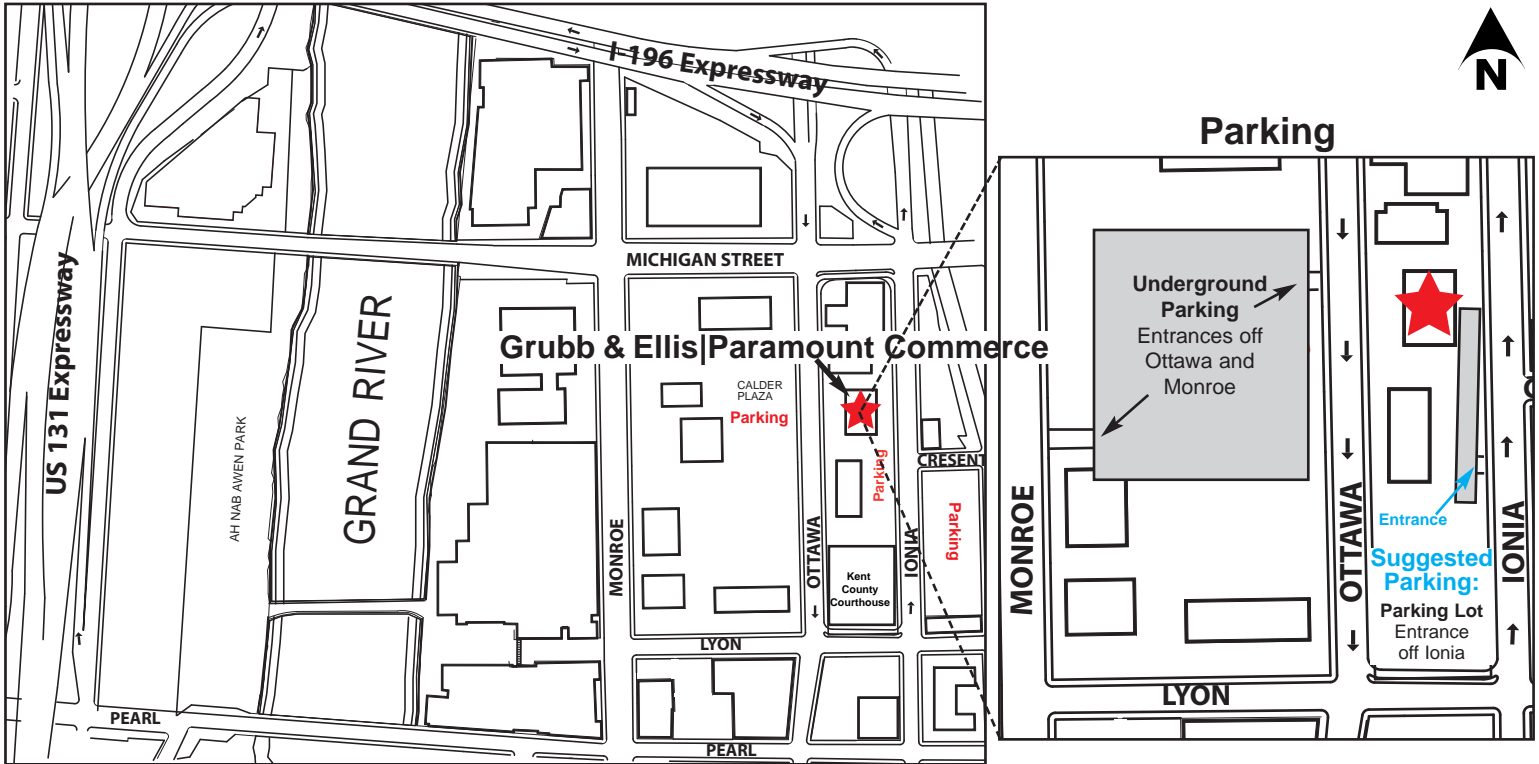 I-196 Expressway
N
Parking
MICHIGAN STREET
US 131 Expressway
GRAND RIVER
AH NAB AWEN PARK
Grubb & Ellis|Paramount Commerce
CALDER
PLAZA
Parking
Parking
CRESENT
Parking
MONROE
OTTAWA
IONIA
Kent
County
Courthouse
LYON
PEARL
PEARL
Underground
Parking
Entrances off
Ottawa and
Monroe
MONROE
OTTAWA
IONIA
Entrance
Suggested
Parking:
Parking Lot
Entrance
off Ionia
LYON